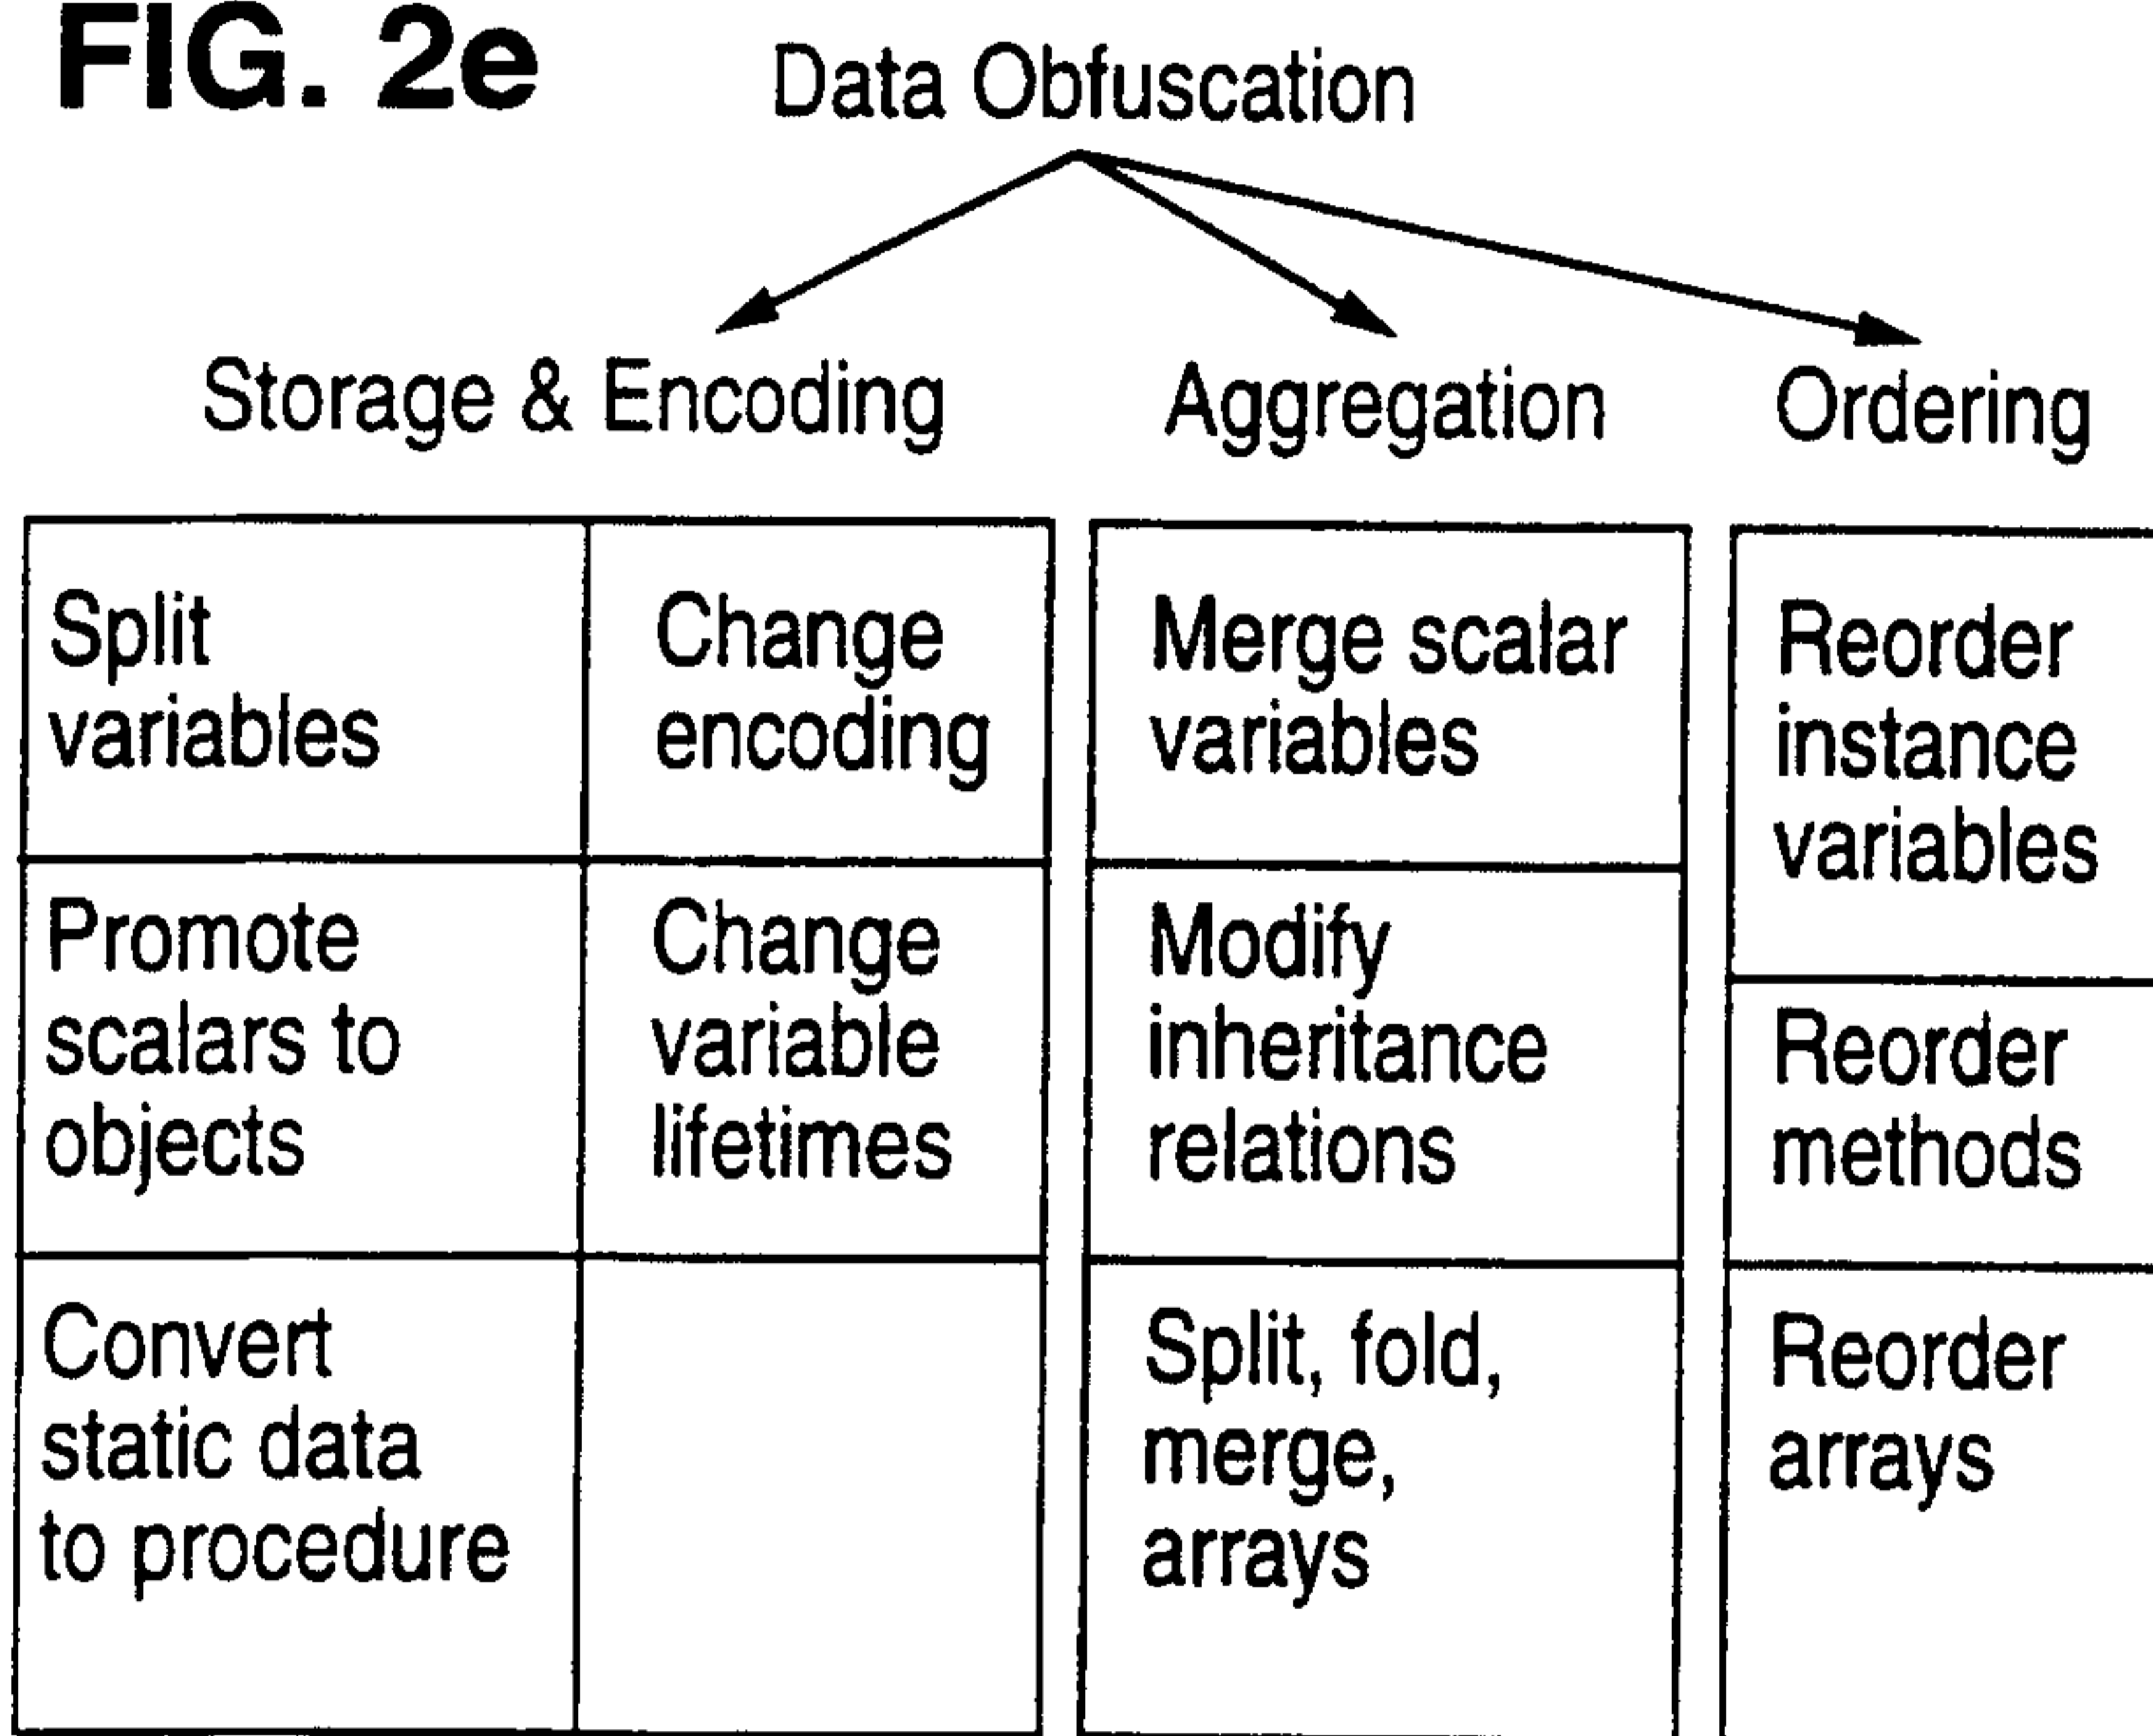 FIG. 2e
Data Obfuscation
Storage & Encoding
Aggregation
Ordering
Split
variables
Change
encoding
Merge scalar
variables
Reorder
instance
variables
Promote
scalars to
objects
Change
variable
lifetimes
Modify
inheritance
relations
Reorder
methods
Convert
static data
to procedure
Split, fold,
merge,
arrays
Reorder
arrays